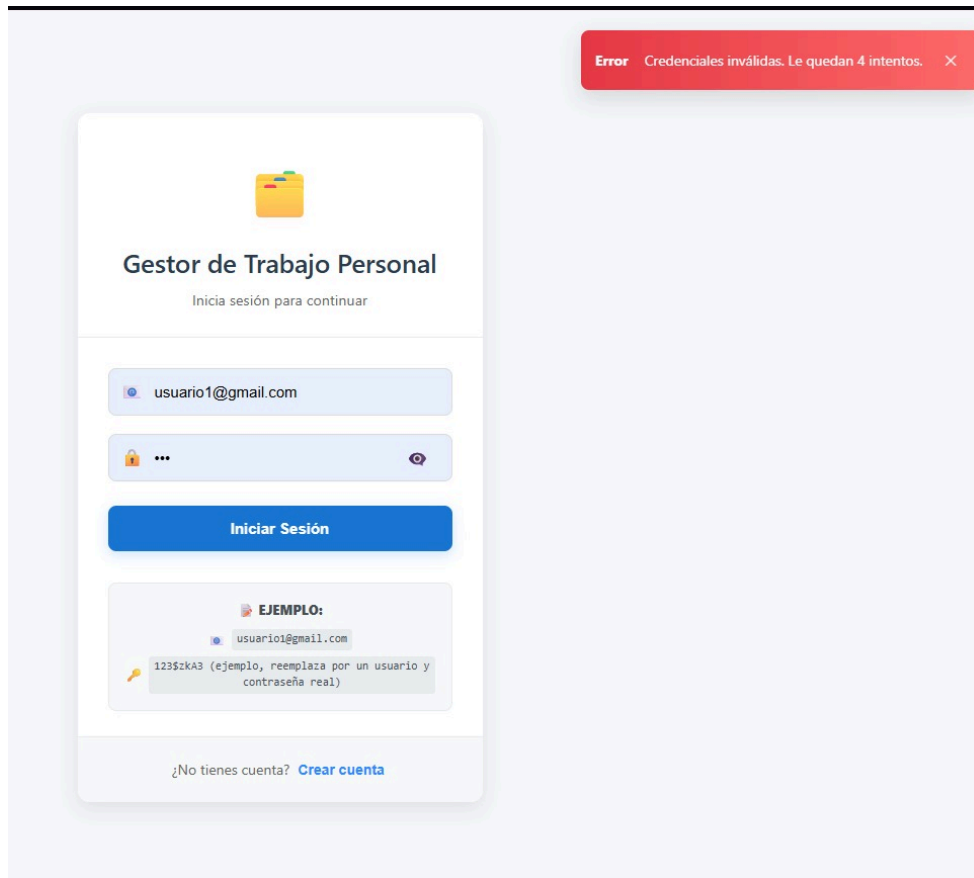 Error Credenciales inválidas. Le quedan 4 intentos.
Gestor de Trabajo Personal
Inicia sesión para continuar
usuario1@gmail.com
•••
Iniciar Sesión
EJEMPLO:
usuario1@gmail.com
123$zkA3 (ejemplo, reemplaza por un usuario y
contraseña real)
¿No tienes cuenta? Crear cuenta